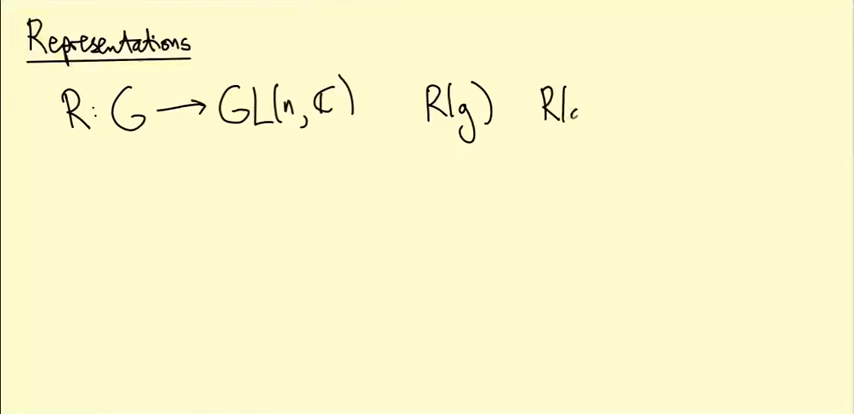 Representations
R: G → GL(n, ℂ) R(g) R(